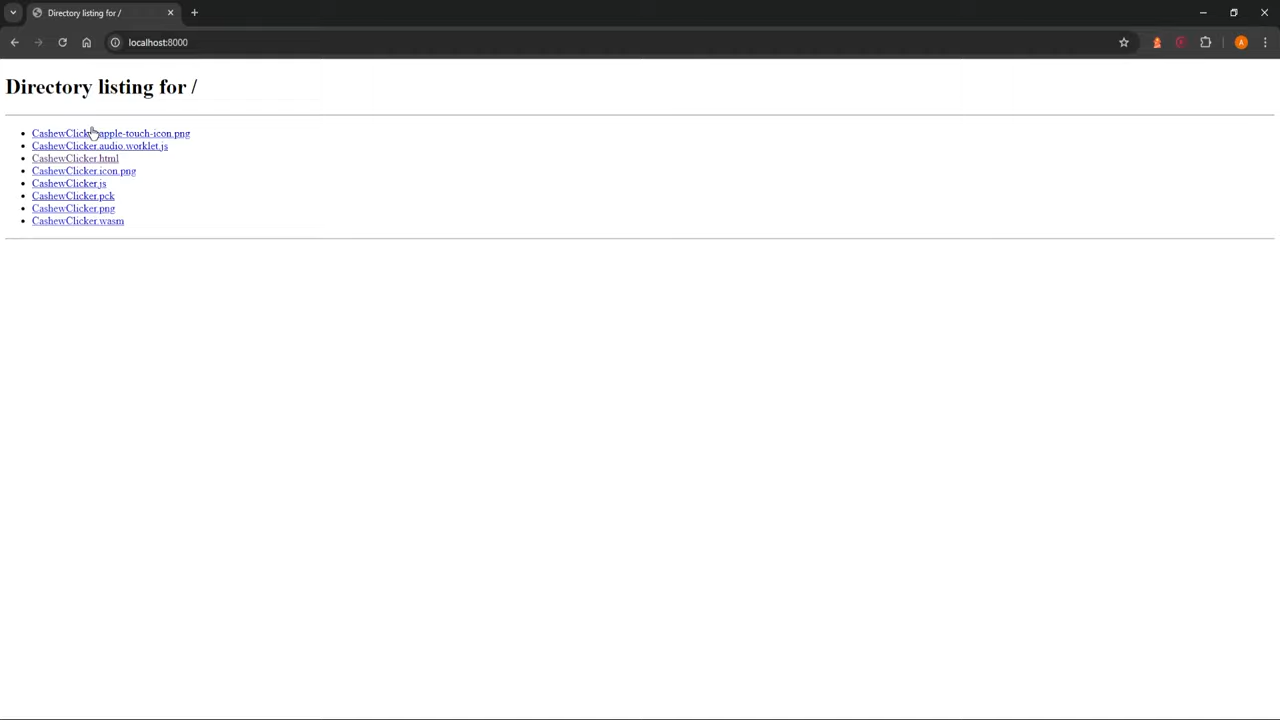 Directory listing for /
localhost:8000
A
Directory listing for /
CashewClicker.apple-touch-icon.png
CashewClicker.audio.worklet.js
CashewClicker.html
CashewClicker.icon.png
CashewClicker.js
CashewClicker.pck
CashewClicker.png
CashewClicker.wasm